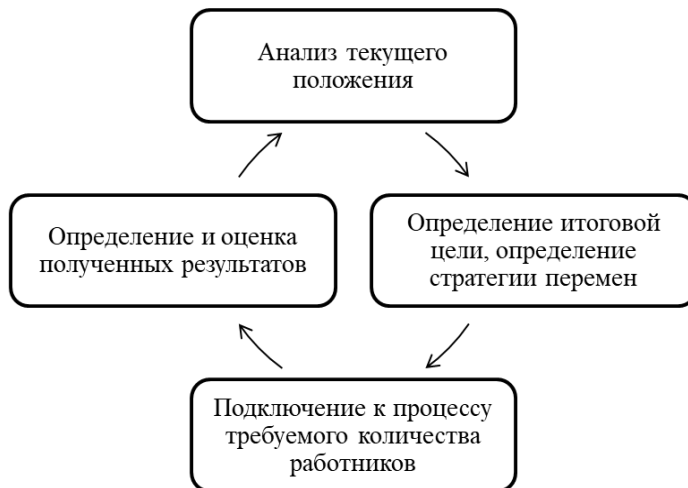 Анализ текущего
положения
Определение итоговой
цели, определение
стратегии перемен
Подключение к процессу
требуемого количества
работников
Определение и оценка
полученных результатов